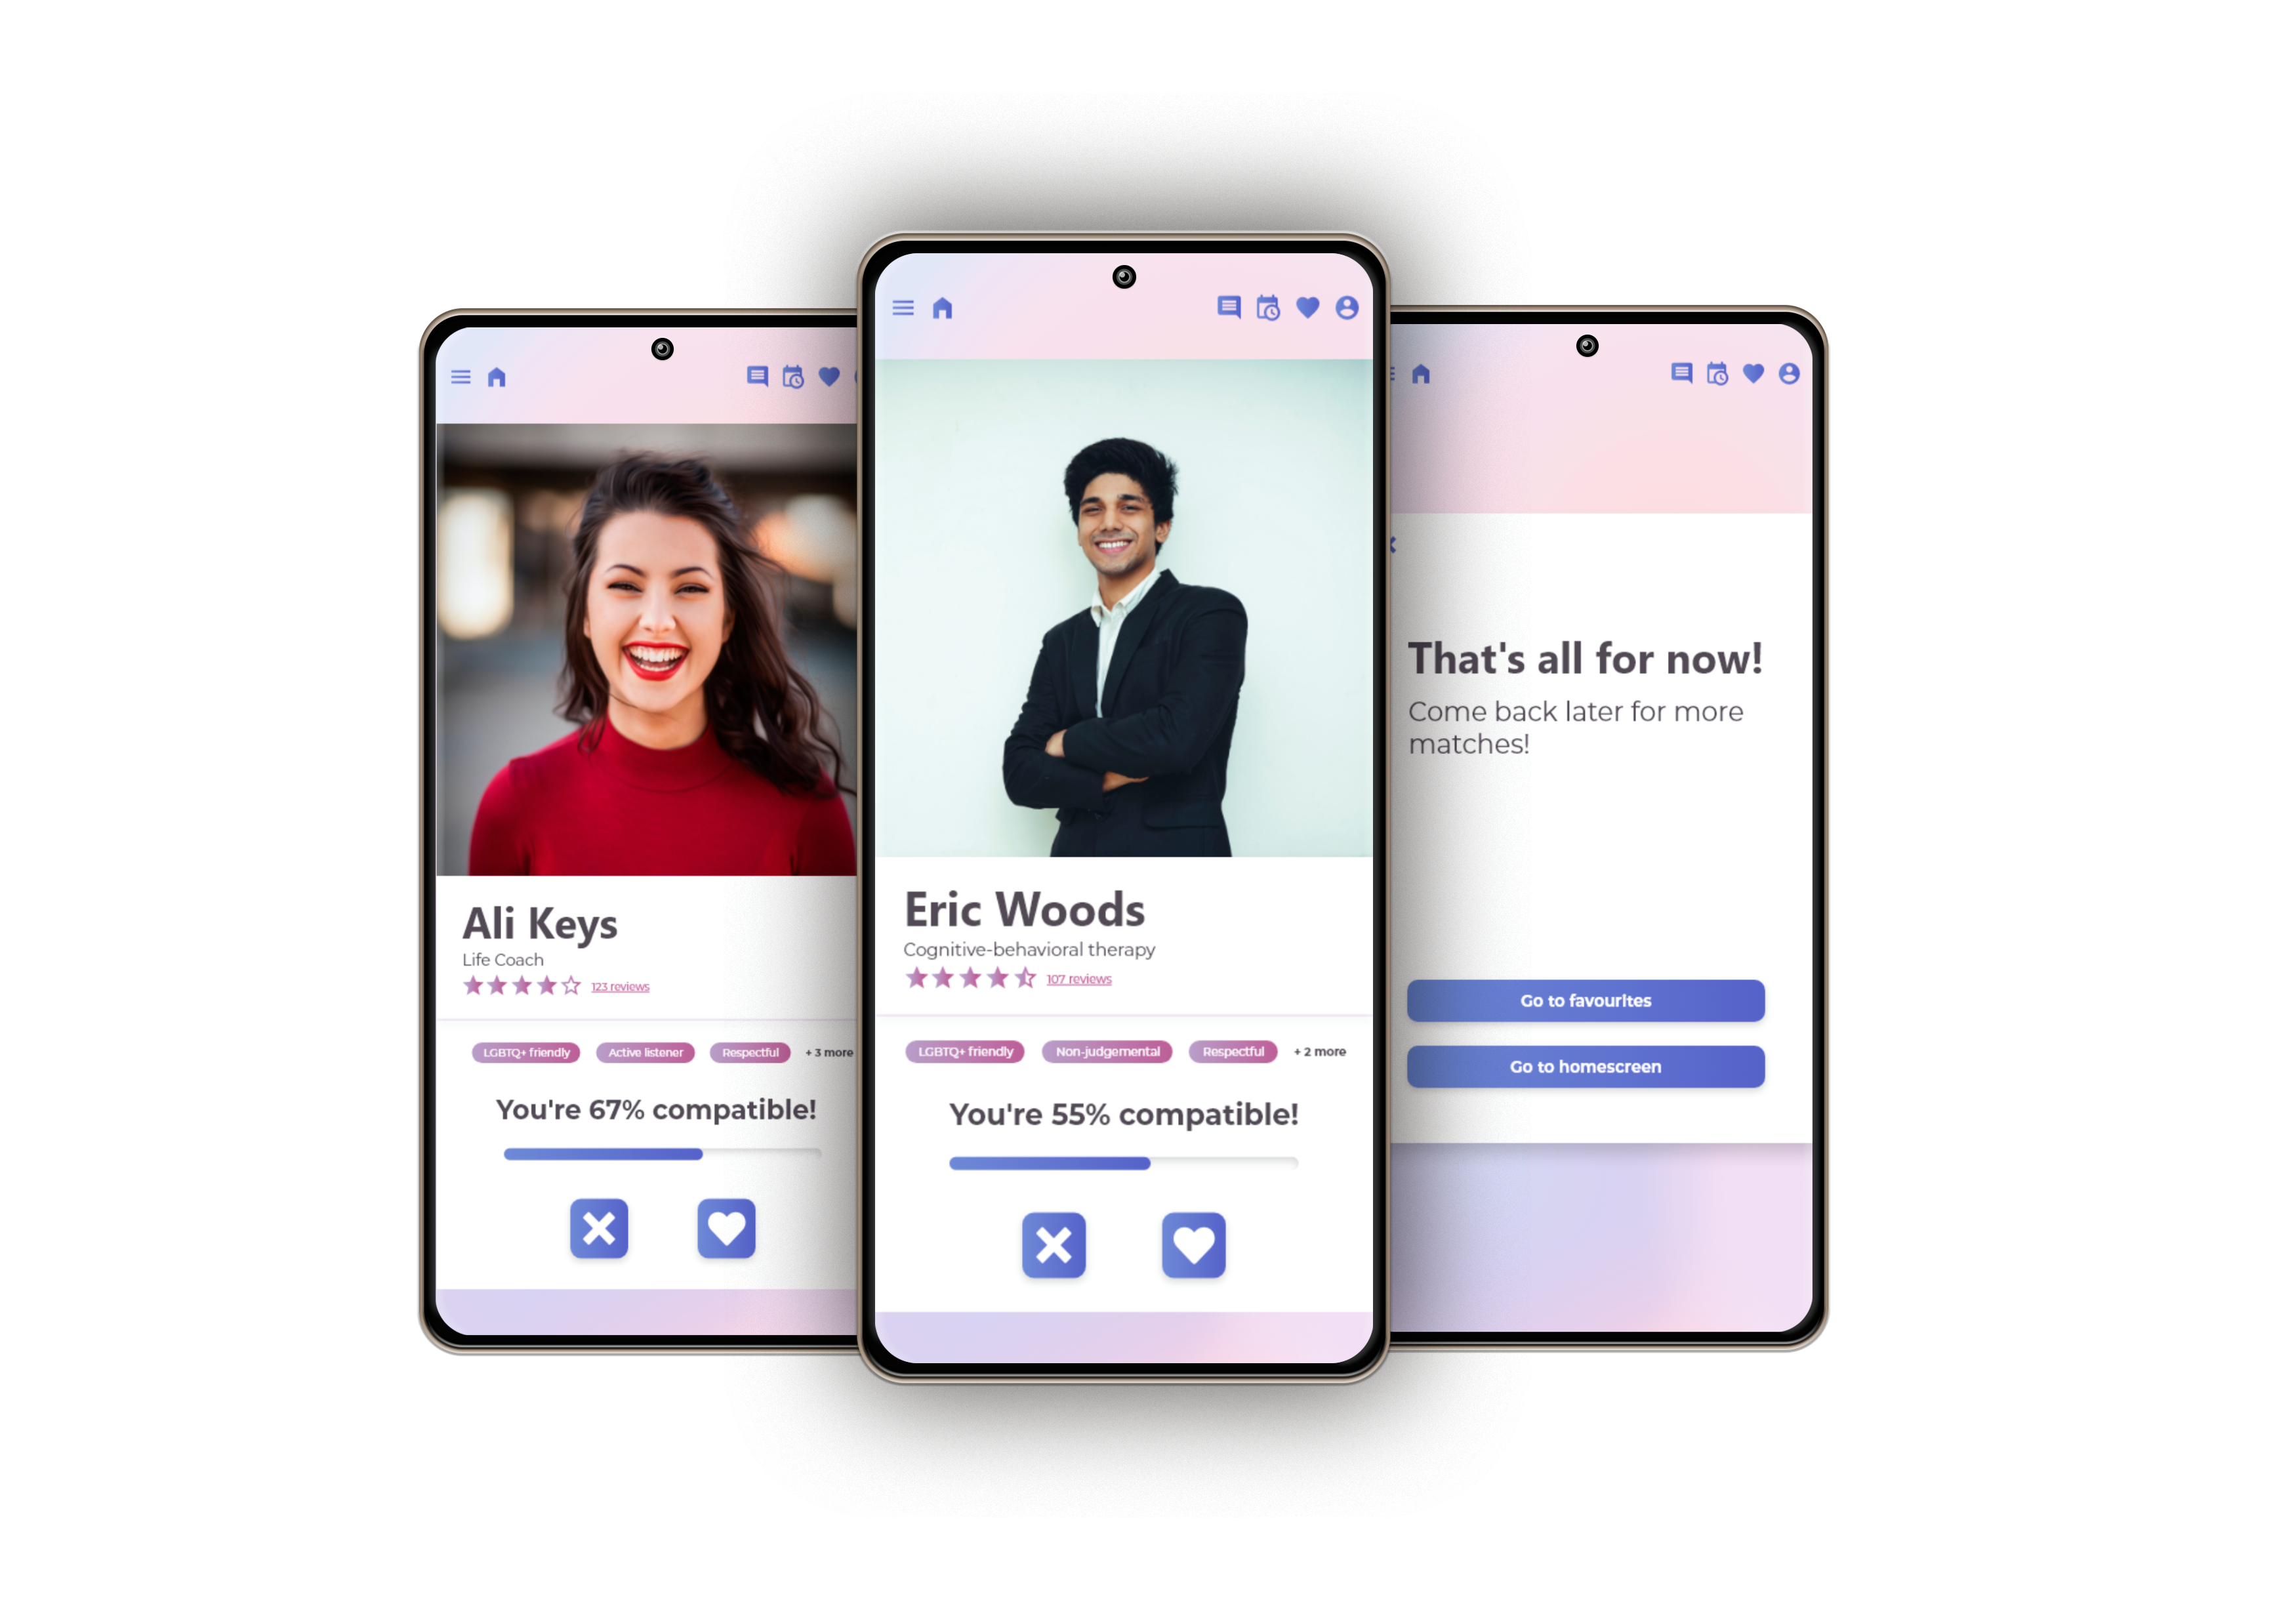 Ali Keys
Life Coach
123 reviews
LGBTQ+ friendly Active listener Respectful + 3 more
You're 67% compatible!
Eric Woods
Cognitive-behavioral therapy
107 reviews
LGBTQ+ friendly Non-judgemental Respectful + 2 more
You're 55% compatible!
That's all for now!
Come back later for more
matches!
Go to favourites
Go to homescreen